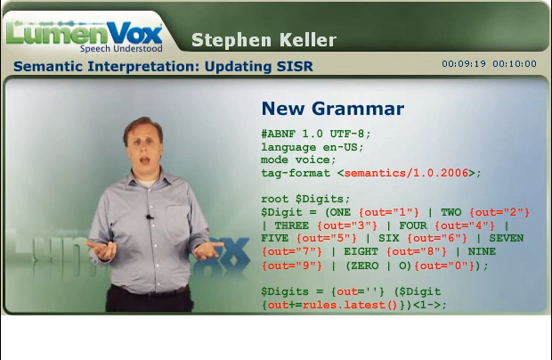 LumenVox
Speech Understood
Stephen Keller
Semantic Interpretation: Updating SISR
00:09:19 00:10:00
New Grammar
#ABNF 1.0 UTF-8;
language en-US;
mode voice;
tag-format <semantics/1.0.2006>;
root $Digits;
$Digit = (ONE {out="1"} | TWO {out="2"}
| THREE {out="3"} | FOUR {out="4"} |
FIVE {out="5"} | SIX {out="6"} | SEVEN
{out="7"} | EIGHT {out="8"} | NINE
{out="9"} | (ZERO | O){out="0"});
$Digits = {out=''} ($Digit
{out+=rules.latest()})<1->;
LumenVox